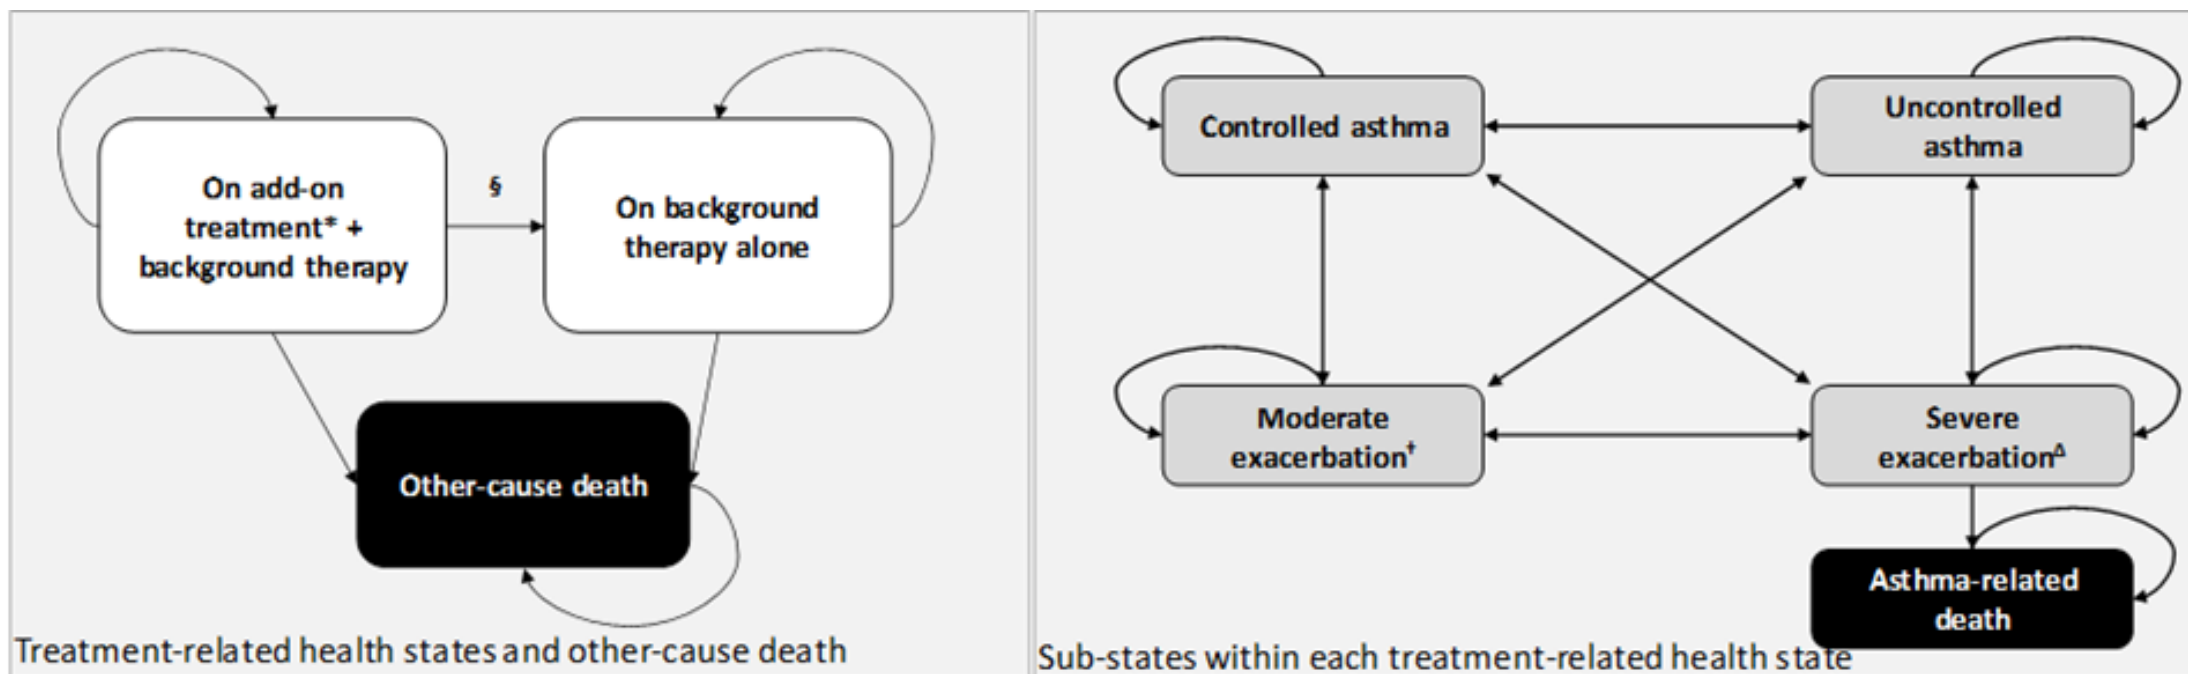 On add-on
treatment* +
background therapy
§
On background
therapy alone
Other-cause death
Treatment-related health states and other-cause death
Controlled asthma
Uncontrolled
asthma
Moderate
exacerbation†
Severe
exacerbationΔ
Asthma-related
death
Sub-states within each treatment-related health state